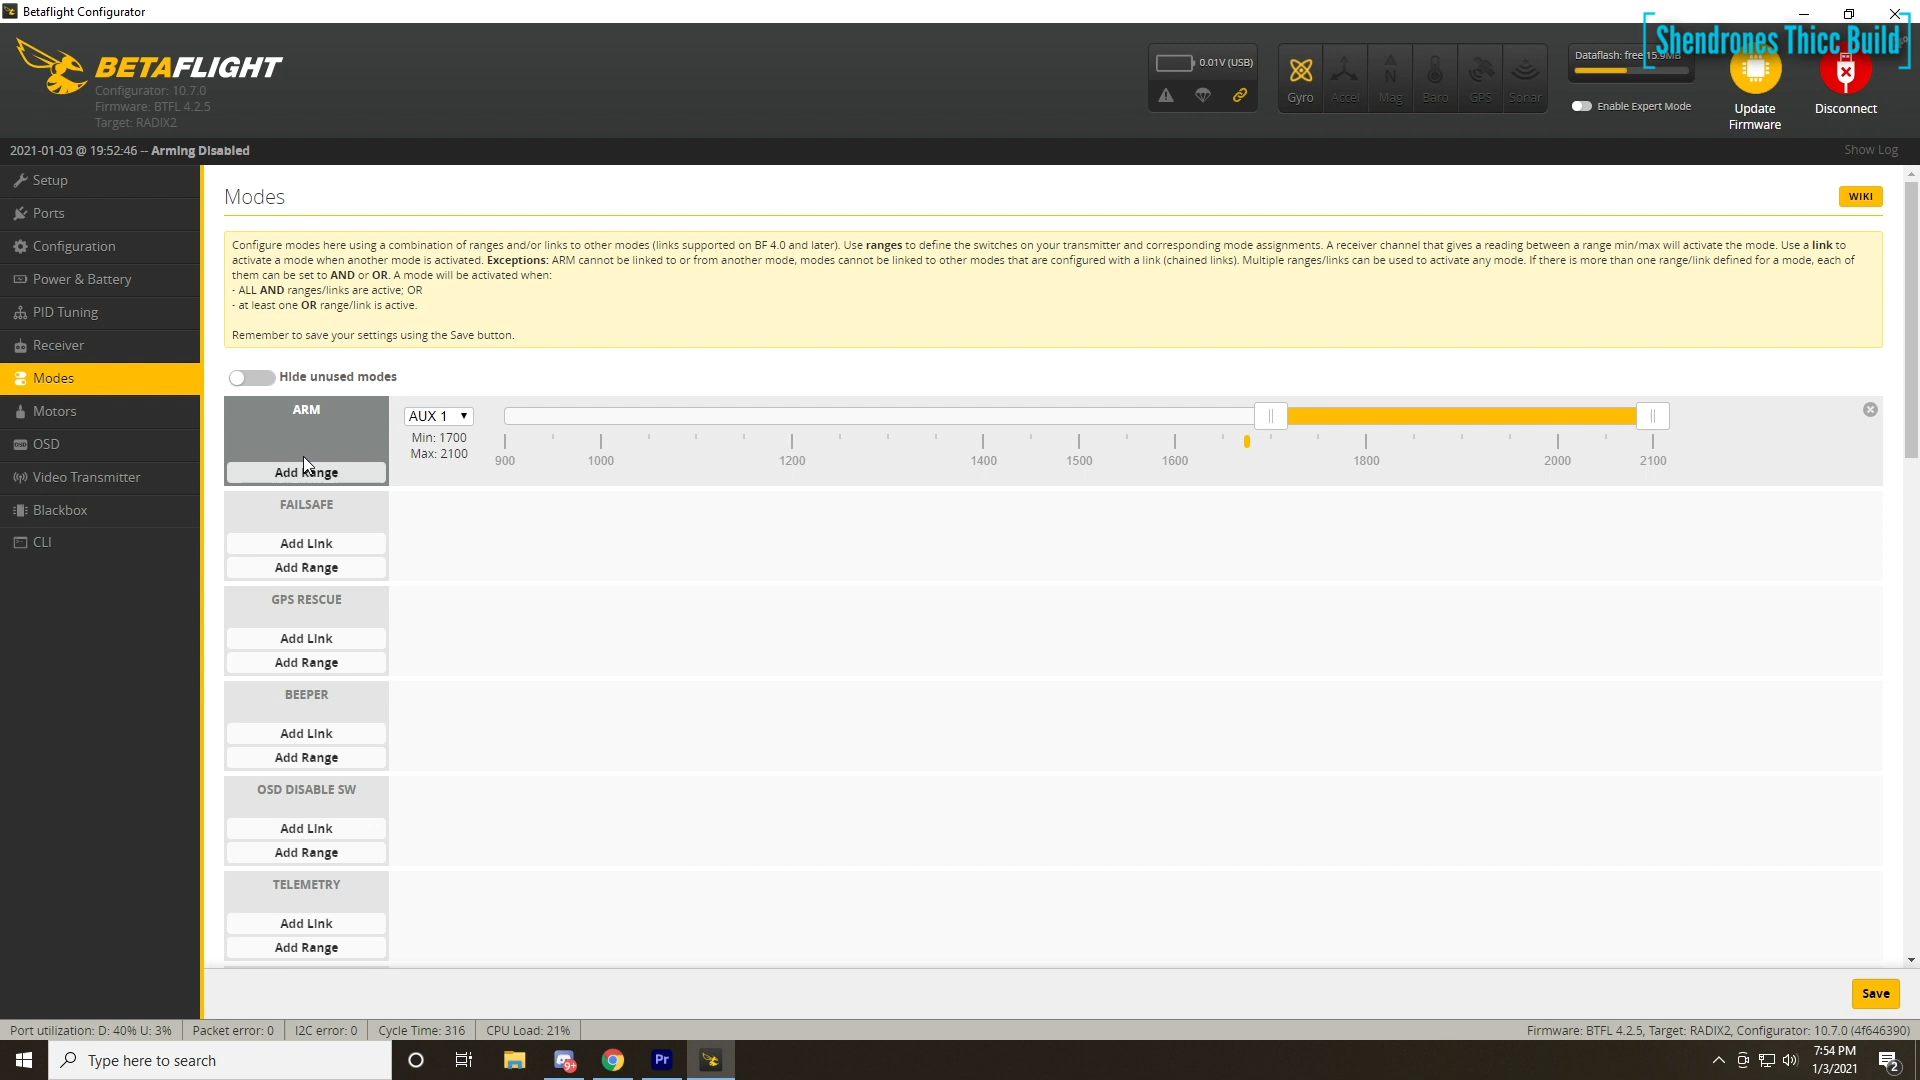 Betaflight Configurator
Shendrones Thicc Build
BETAFLIGHT
Configurator: 10.7.0
Firmware: BTFL 4.2.5
Target: RADIX2
0.01V (USB)
Gyro
Accel
Mag
Baro
GPS
Sonar
Dataflash: free 15.9MB
Enable Expert Mode
Update
Firmware
Disconnect
2021-01-03 @ 19:52:46 -- Arming Disabled
Show Log
Setup
Ports
Configuration
Power & Battery
PID Tuning
Receiver
Modes
Motors
OSD
Video Transmitter
Blackbox
CLI
Modes
WIKI
Configure modes here using a combination of ranges and/or links to other modes (links supported on BF 4.0 and later). Use ranges to define the switches on your transmitter and corresponding mode assignments. A receiver channel that gives a reading between a range min/max will activate the mode. Use a link to
activate a mode when another mode is activated. Exceptions: ARM cannot be linked to or from another mode, modes cannot be linked to other modes that are configured with a link (chained links). Multiple ranges/links can be used to activate any mode. If there is more than one range/link defined for a mode, each of
them can be set to AND or OR. A mode will be activated when:
- ALL AND ranges/links are active; OR
- at least one OR range/link is active.
Remember to save your settings using the Save button.
Hide unused modes
ARM
Add Range
AUX 1
Min: 1700
Max: 2100
900 1000 1200 1400 1500 1600 1800 2000 2100
FAILSAFE
Add Link
Add Range
GPS RESCUE
Add Link
Add Range
BEEPER
Add Link
Add Range
OSD DISABLE SW
Add Link
Add Range
TELEMETRY
Add Link
Add Range
Save
Port utilization: D: 40% U: 3%
Packet error: 0
I2C error: 0
Cycle Time: 316
CPU Load: 21%
Firmware: BTFL 4.2.5, Target: RADIX2, Configurator: 10.7.0 (4f646390)
Type here to search
Pr
7:54 PM
1/3/2021
2